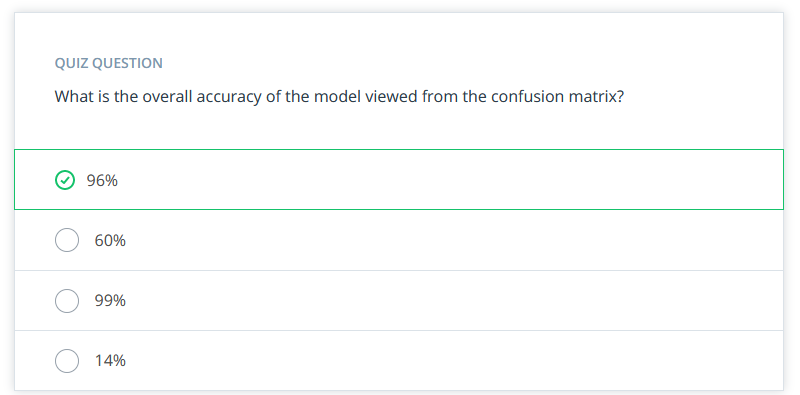 QUIZ QUESTION
What is the overall accuracy of the model viewed from the confusion matrix?
96%
60%
99%
14%